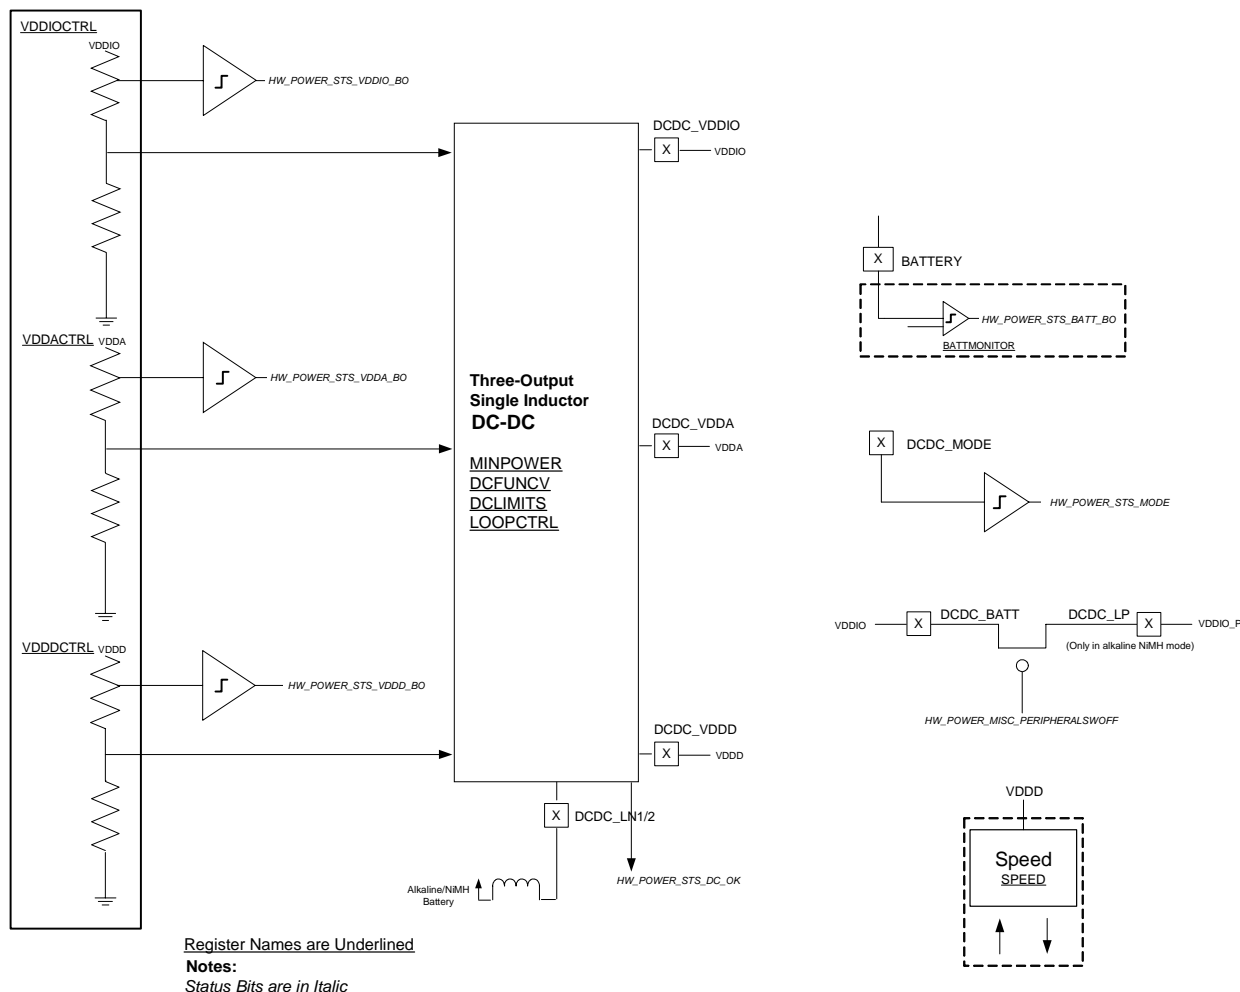 VDDIOCTRL
VDDIO
HW_POWER_STS_VDDIO_BO
DCDC_VDDIO
X
VDDIO
X
BATTERY
HW_POWER_STS_BATT_BO
BATTMONITOR
VDDACTRL VDDA
HW_POWER_STS_VDDA_BO
Three-Output
Single Inductor
DC-DC
MINPOWER
DCFUNCV
DCLIMITS
LOOPCTRL
DCDC_VDDA
X
VDDA
X
DCDC_MODE
HW_POWER_STS_MODE
VDDIO
X
DCDC_BATT
DCDC_LP
X
(Only in alkaline NiMH mode)
HW_POWER_MISC_PERIPHERALSWOFF
VDDDCTRL VDDD
HW_POWER_STS_VDDD_BO
DCDC_VDDD
X
VDDD
X
DCDC_LN1/2
Alkaline/NiMH
Battery
HW_POWER_STS_DC_OK
VDDD
Speed
SPEED
Register Names are Underlined
Notes:
Status Bits are in Italic